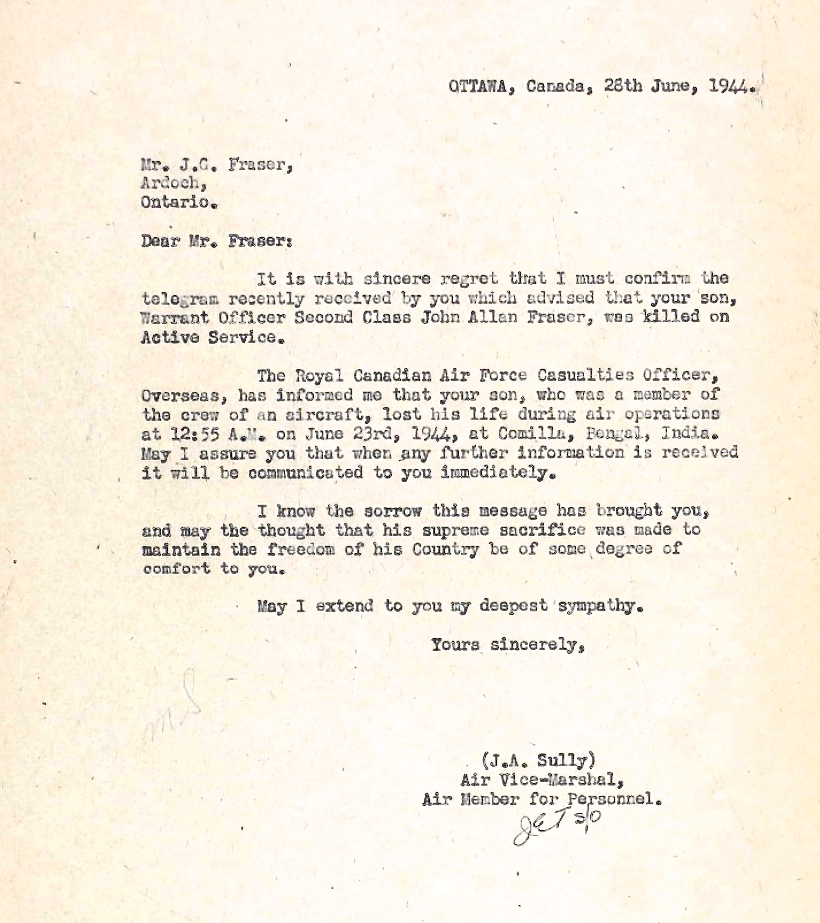 OTTAWA, Canada, 28th June, 1944.
Mr. J.C. Fraser,
Ardoch,
Ontario.
Dear Mr. Fraser:
It is with sincere regret that I must confirm the
telegram recently received by you which advised that your son,
Warrant Officer Second Class John Allan Fraser, was killed on
Active Service.
The Royal Canadian Air Force Casualties Officer,
Overseas, has informed me that your son, who was a member of
the crew of an aircraft, lost his life during air operations
at 12:55 A.M. on June 23rd, 1944, at Comilla, Bengal, India.
May I assure you that when any further information is received
it will be communicated to you immediately.
I know the sorrow this message has brought you,
and may the thought that his supreme sacrifice was made to
maintain the freedom of his Country be of some degree of
comfort to you.
May I extend to you my deepest sympathy.
Yours sincerely,
(J.A. Sully)
Air Vice-Marshal,
Air Member for Personnel.